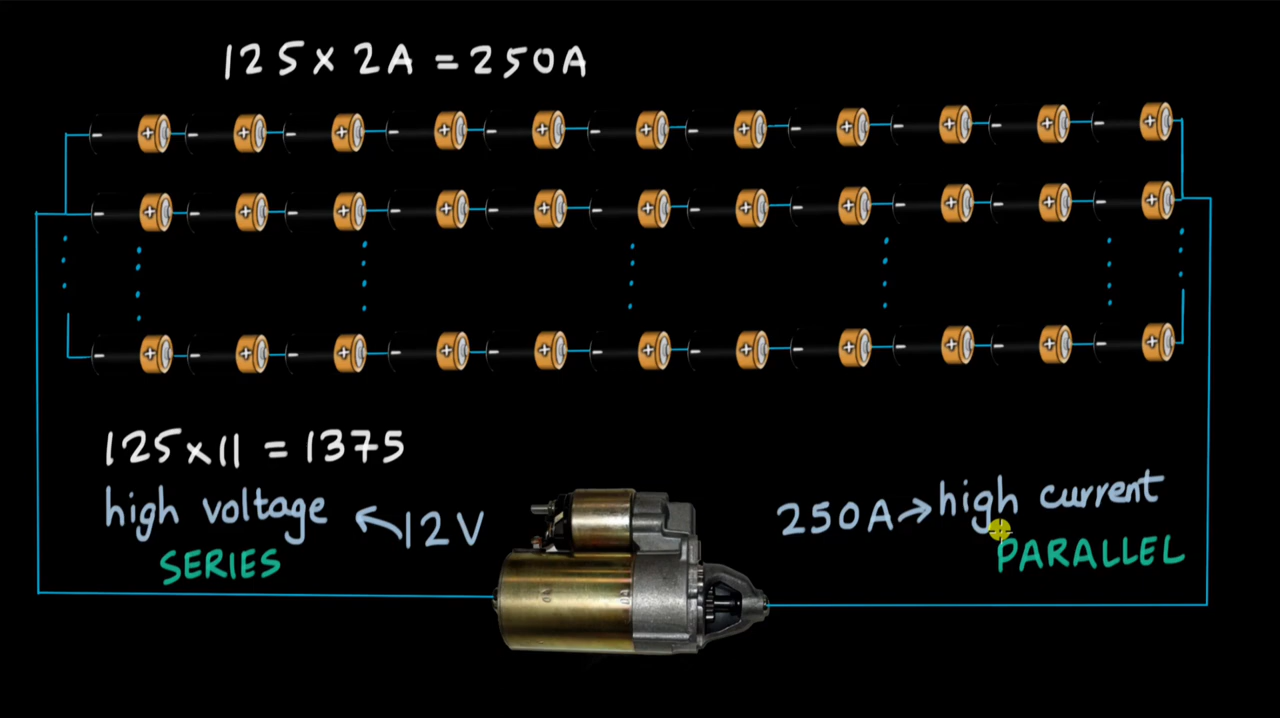 125 × 2A = 250A
125 × 11 = 1375
high voltage ← 12V
SERIES
250A → high current
PARALLEL